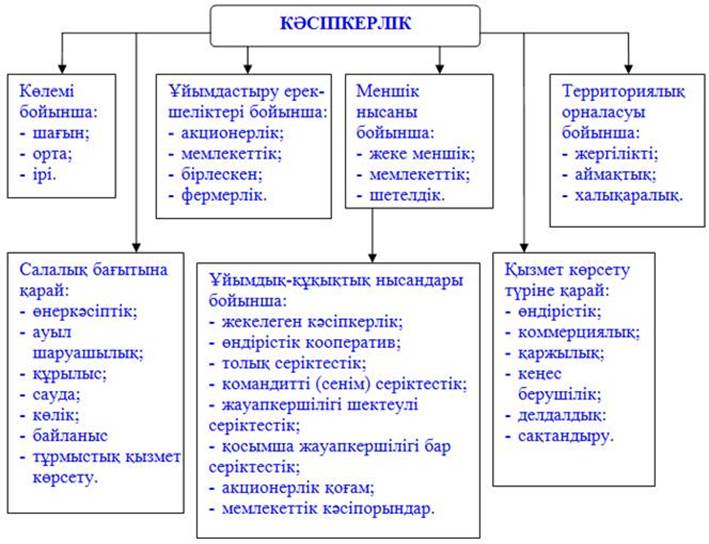 КӘСІПКЕРЛІК
Көлемі
бойынша:
- шағын;
- орта;
- ірі.
Ұйымдастыру ерек-
шеліктері бойынша:
- акционерлік;
- мемлекеттік;
- бірлескен;
- фермерлік.
Меншік
нысаны
бойынша:
- жеке меншік;
- мемлекеттік;
- шетелдік.
Территориялық
орналасуы
бойынша:
- жергілікті;
- аймақтық;
- халықаралық.
Салалық бағытына
қарай:
- өнеркәсіптік;
- ауыл
шаруашылық;
- құрылыс;
- сауда;
- көлік;
- байланыс
- тұрмыстық қызмет
көрсету.
Ұйымдық-құқықтық нысандары
бойынша:
- жекелеген кәсіпкерлік;
- өндірістік кооператив;
- толық серіктестік;
- командитті (сенім) серіктестік;
- жауапкершілігі шектеулі
серіктестік;
- қосымша жауапкершілігі бар
серіктестік;
- акционерлік қоғам;
- мемлекеттік кәсіпорындар.
Қызмет көрсету
түріне қарай:
- өндірістік;
- коммерциялық;
- қаржылық;
- кеңес
берушілік;
- делдалдық:
- сақтандыру.